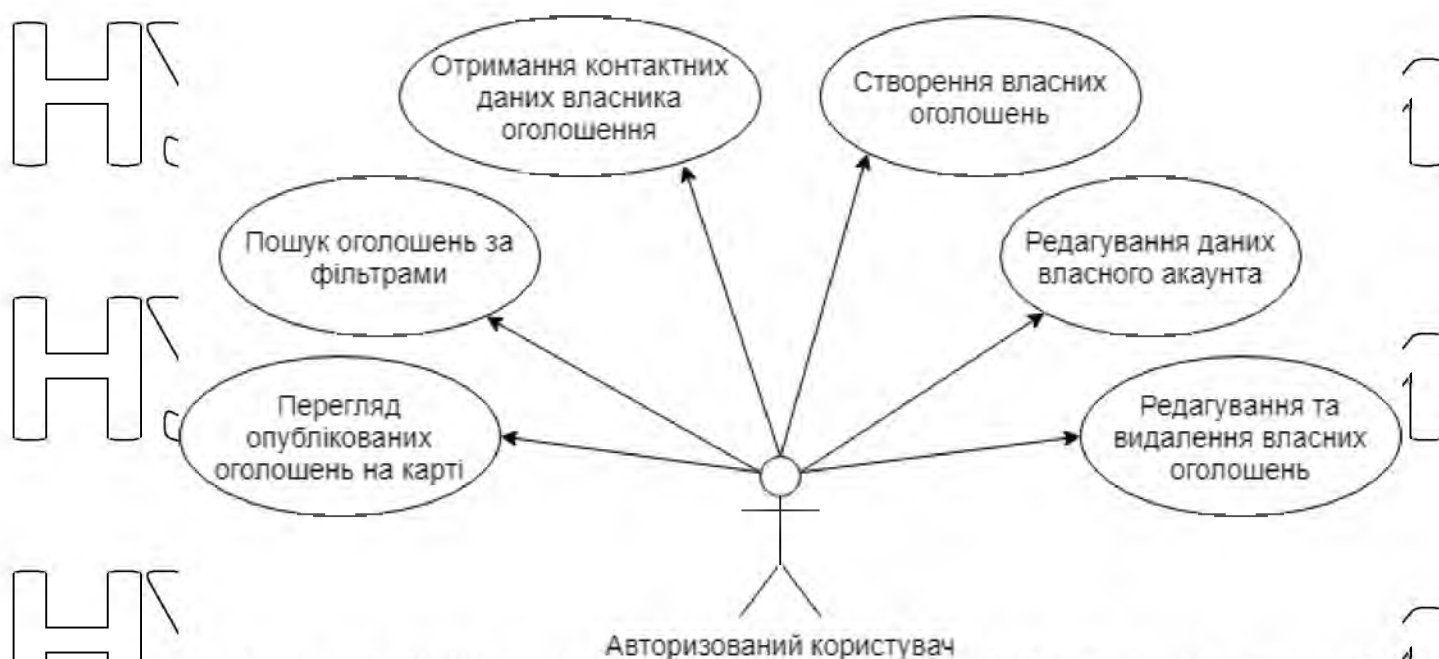 Отримання контактних
даних власника
оголошення
Створення власних
оголошень
Пошук оголошень за
фільтрами
Редагування даних
власного акаунта
Перегляд
опублікованих
оголошень на карті
Редагування та
видалення власних
оголошень
Авторизований користувач